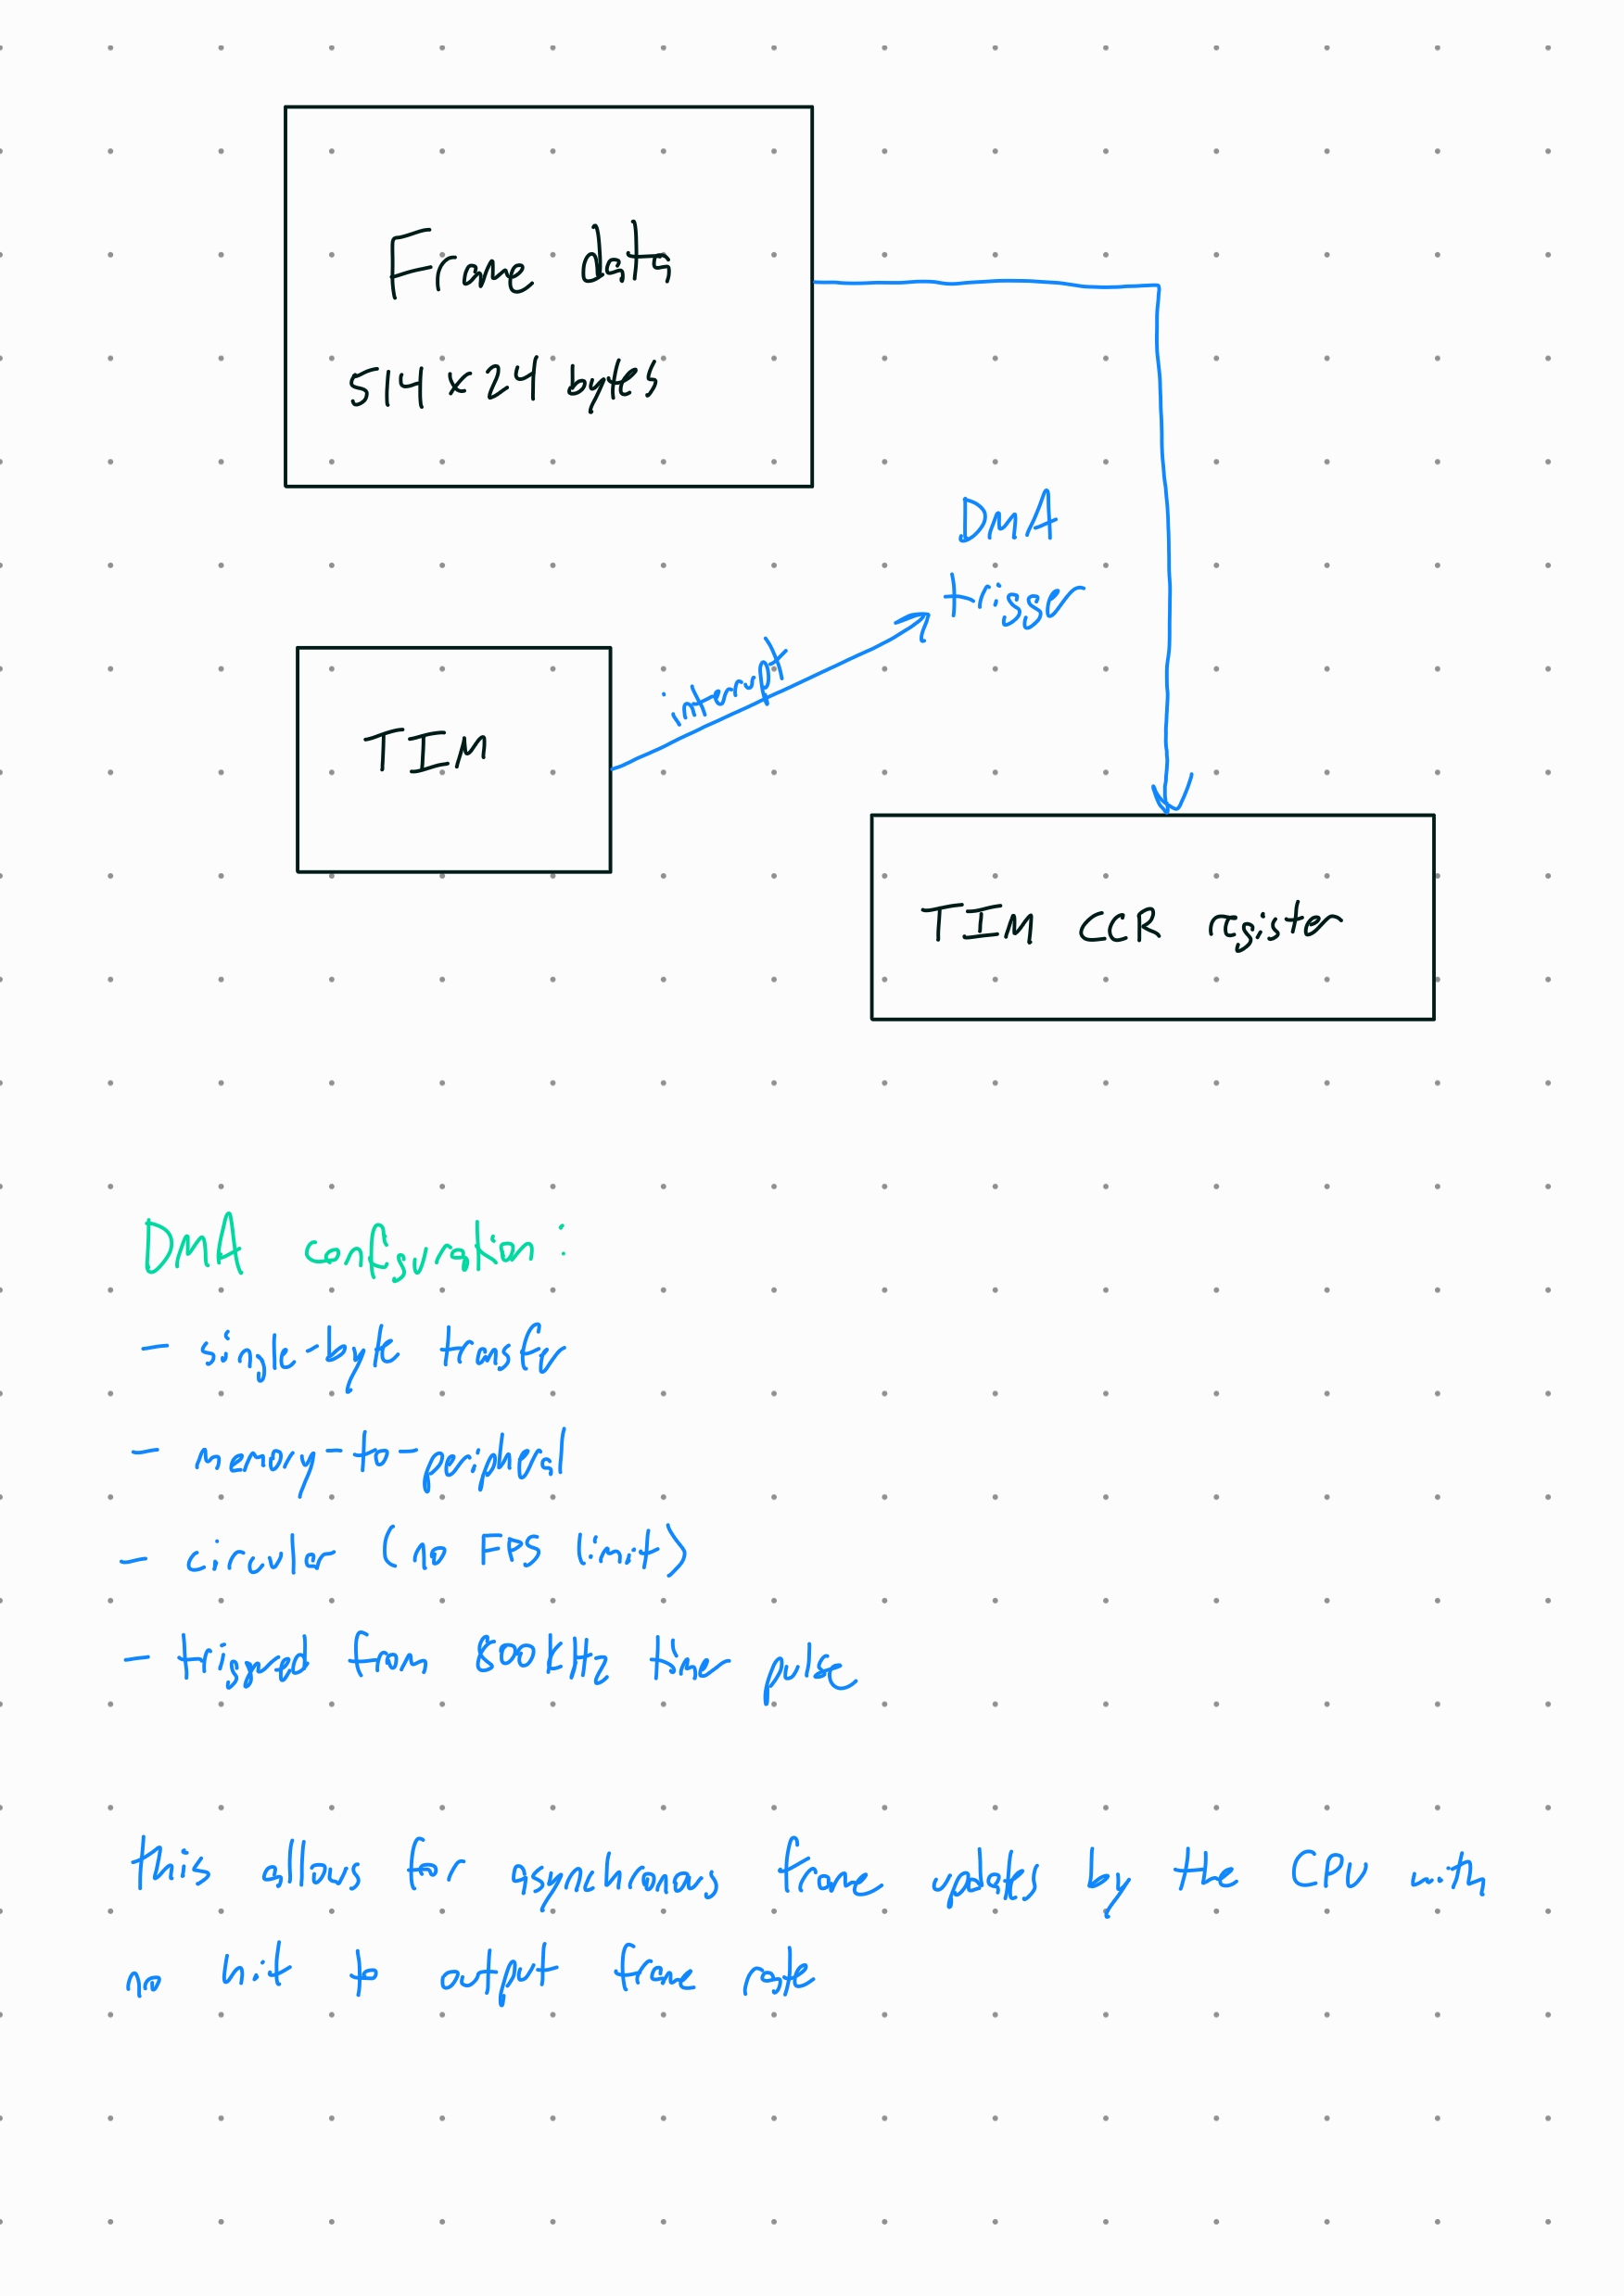 Frame data
514 x 24 bytes
DMA
trigger
interrupt
TIM
TIM CCR register
DMA configuration:
- single-byte transfer
- memory-to-peripheral
- circular (no FPS limit)
- triggered from 800kHz timer pulse
this allows for asynchronous frame updates by the CPU with
no hit to output frame rate